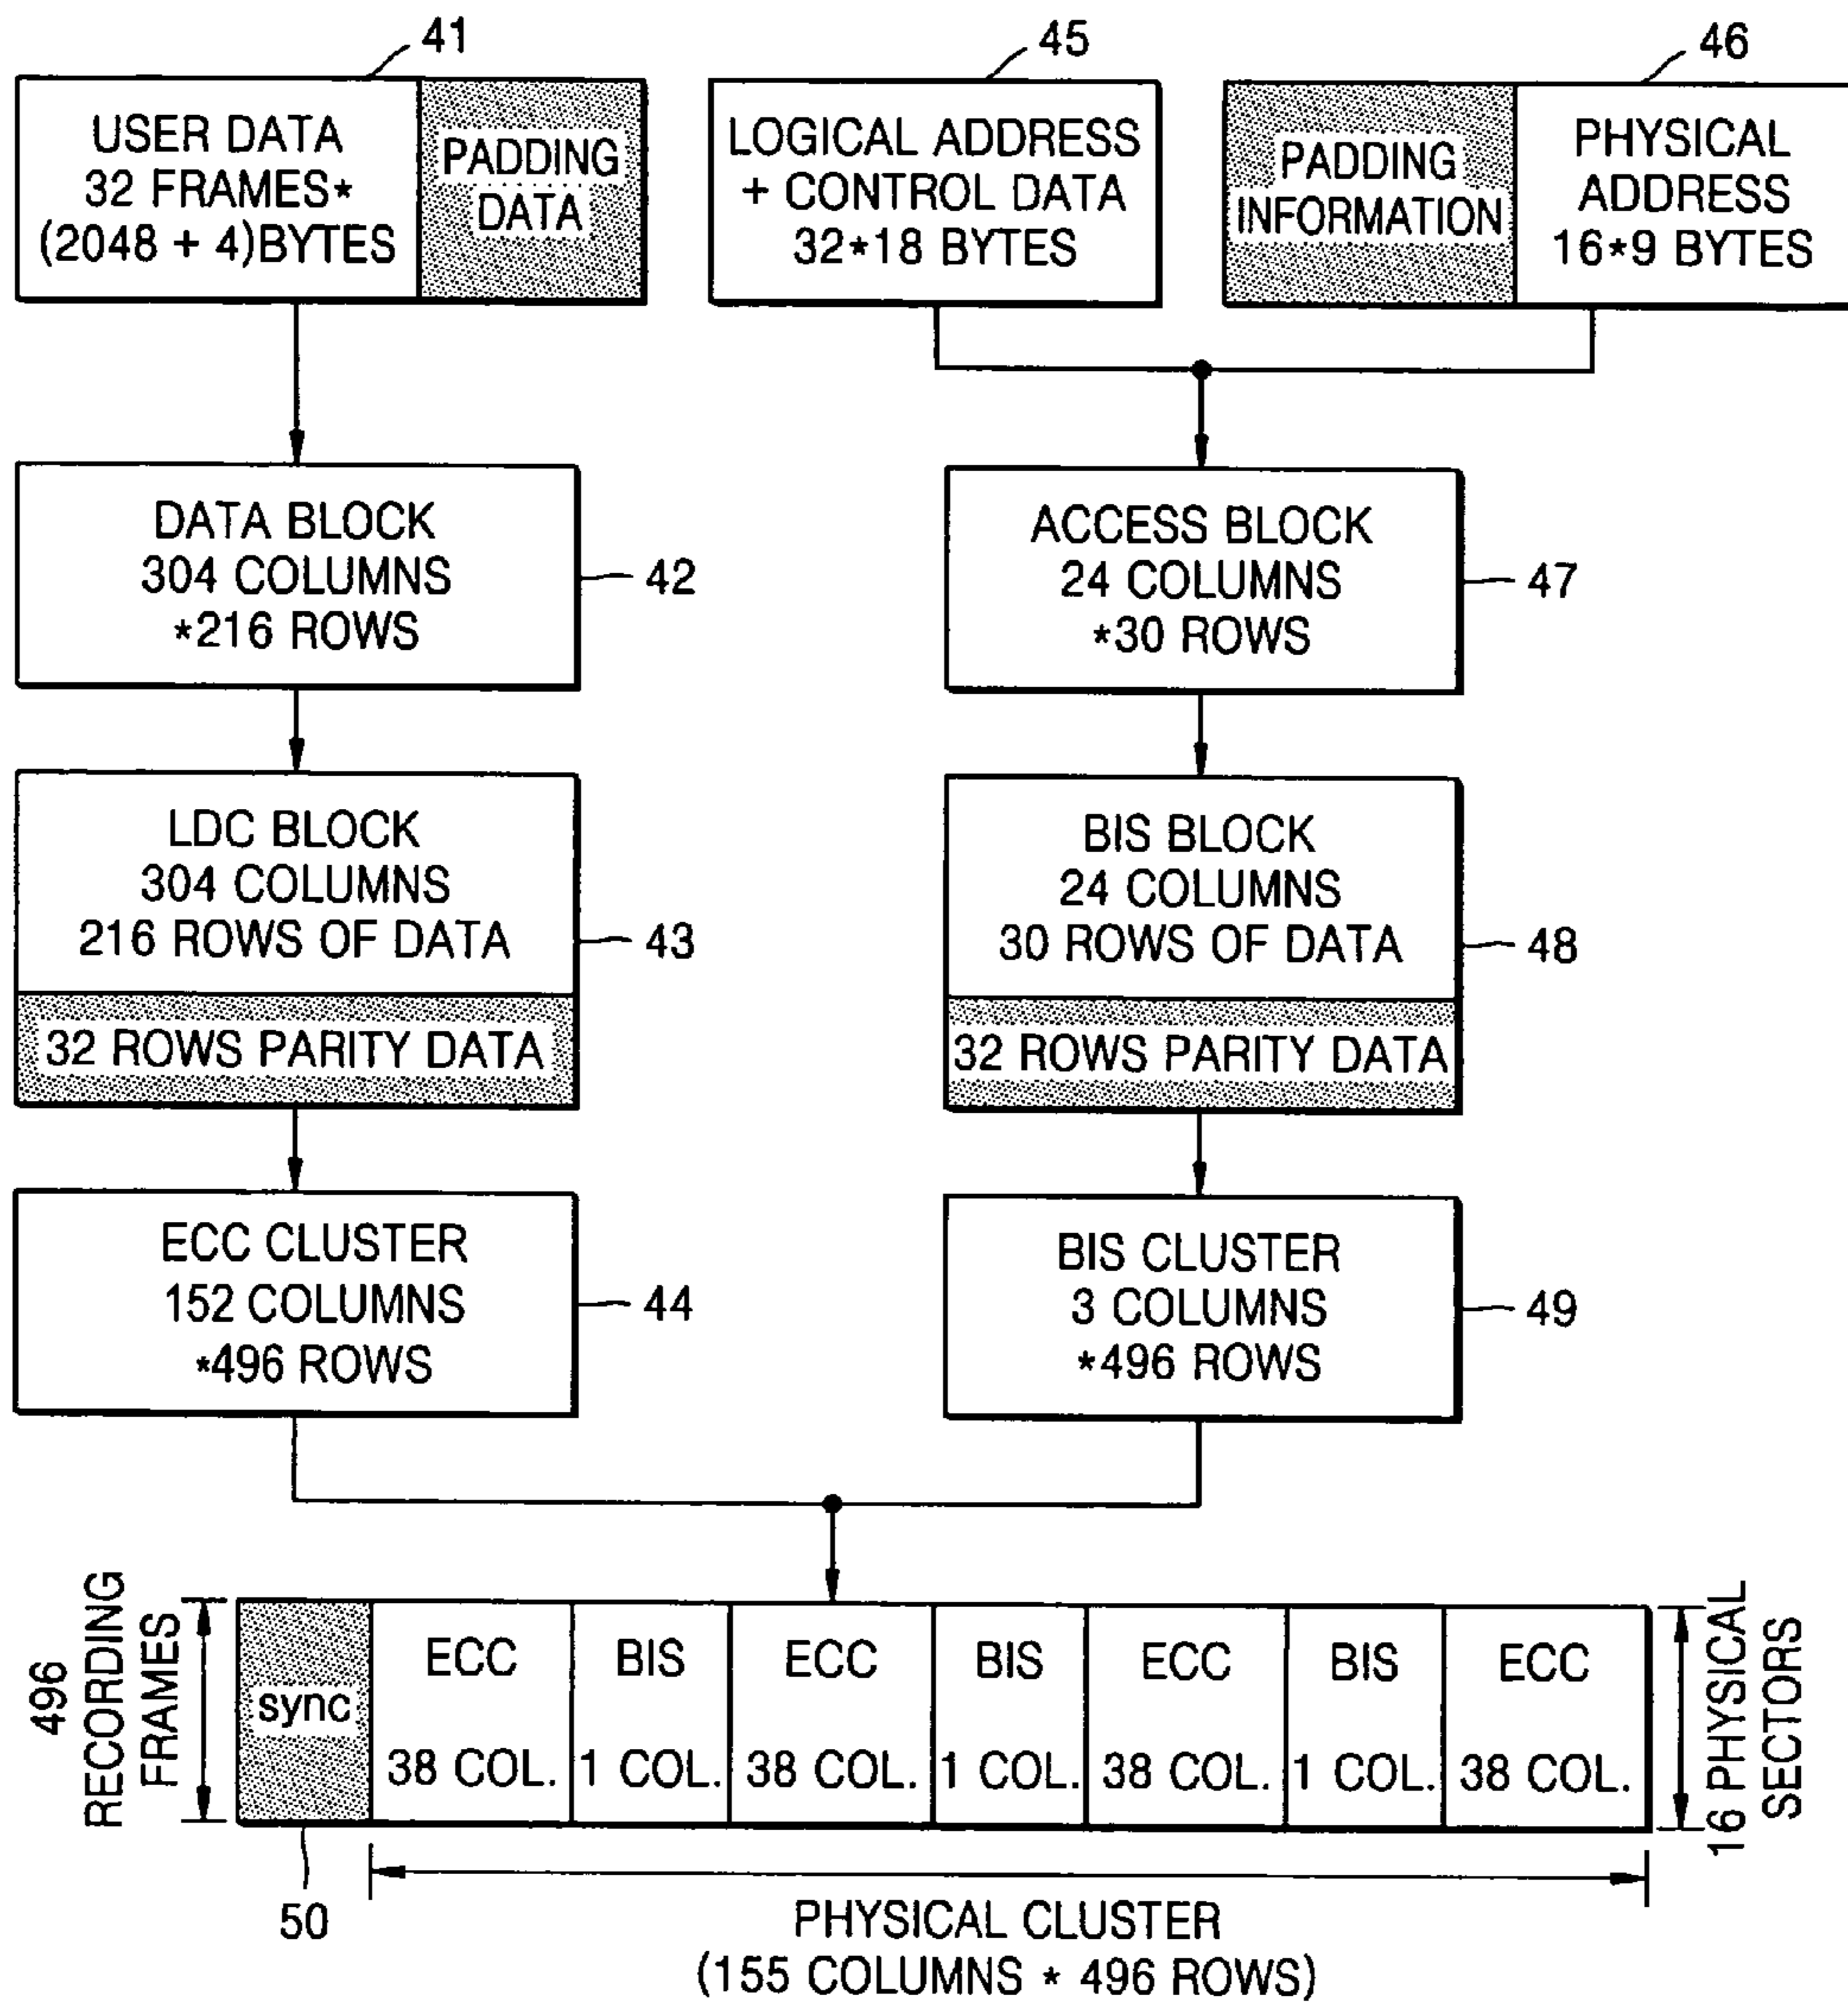 41
USER DATA
32 FRAMES*
(2048 + 4)BYTES
PADDING
DATA
45
LOGICAL ADDRESS
+ CONTROL DATA
32*18 BYTES
46
PADDING
INFORMATION
PHYSICAL
ADDRESS
16*9 BYTES
DATA BLOCK
304 COLUMNS
*216 ROWS
42
ACCESS BLOCK
24 COLUMNS
*30 ROWS
47
LDC BLOCK
304 COLUMNS
216 ROWS OF DATA
43
32 ROWS PARITY DATA
BIS BLOCK
24 COLUMNS
30 ROWS OF DATA
48
32 ROWS PARITY DATA
ECC CLUSTER
152 COLUMNS
*496 ROWS
44
BIS CLUSTER
3 COLUMNS
*496 ROWS
49
496
RECORDING
FRAMES
sync
ECC
38 COL.
BIS
1 COL.
ECC
38 COL.
BIS
1 COL.
ECC
38 COL.
BIS
1 COL.
ECC
38 COL.
16 PHYSICAL
SECTORS
50
PHYSICAL CLUSTER
(155 COLUMNS * 496 ROWS)